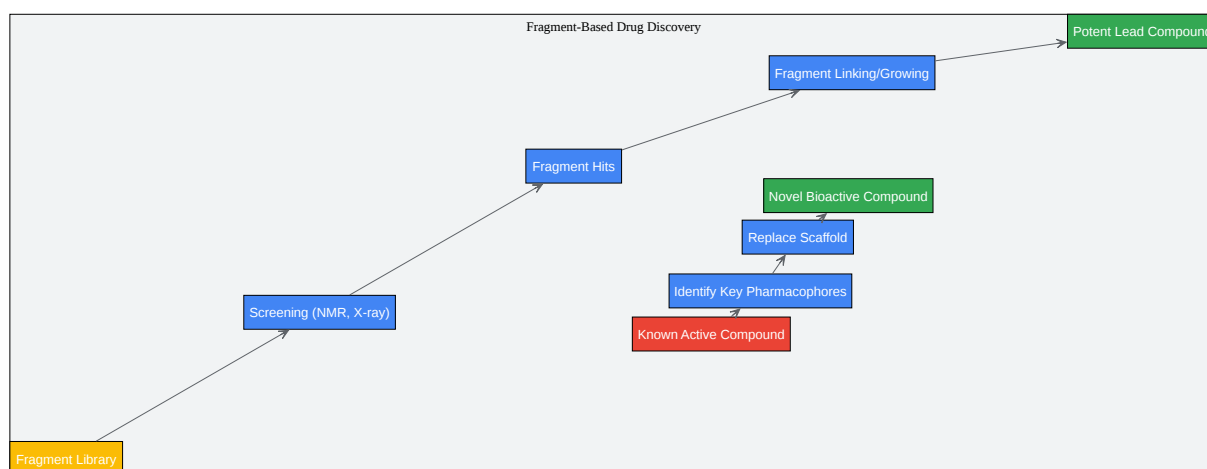 Fragment-Based Drug Discovery
Potent Lead Compound
Fragment Linking/Growing
Fragment Hits
Novel Bioactive Compound
Replace Scaffold
Identify Key Pharmacophores
Screening (NMR, X-ray)
Known Active Compound
Fragment Library